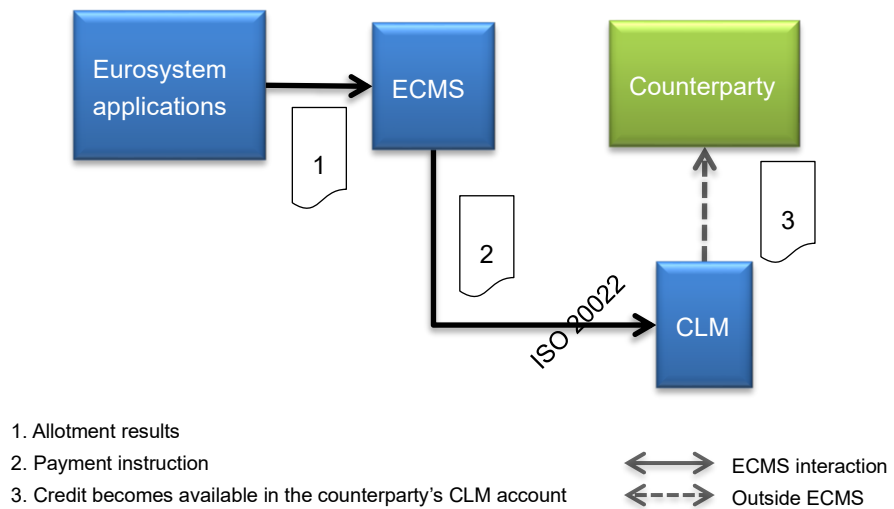 Eurosystem
applications
ECMS
Counterparty
1
2
3
ISO 20022
CLM
1. Allotment results
2. Payment instruction
3. Credit becomes available in the counterparty's CLM account
ECMS interaction
Outside ECMS